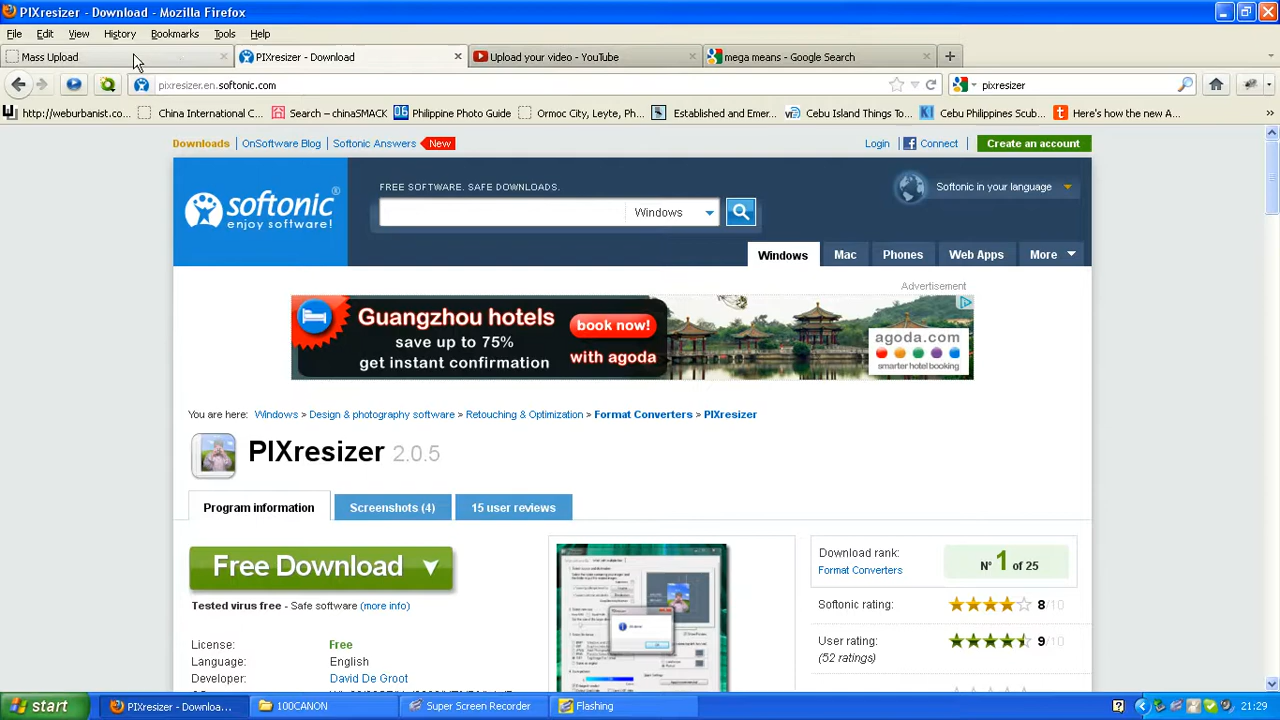 PIXresizer - Download - Mozilla Firefox
File Edit View History Bookmarks Tools Help
Mass Upload
PIXresizer - Download
Upload your video - YouTube
mega means - Google Search
pixresizer.en.softonic.com
pixresizer
http://weburbanist.co...
China International C...
Search – chinaSMACK
Philippine Photo Guide
Ormoc City, Leyte, Ph...
Established and Emer...
Cebu Island Things To...
Cebu Philippines Scub...
Here's how the new A...
Downloads OnSoftware Blog Softonic Answers New
Login Connect Create an account
softonic®
enjoy software!
FREE SOFTWARE. SAFE DOWNLOADS.
Windows
Softonic in your language
Windows Mac Phones Web Apps More
Advertisement
Guangzhou hotels
save up to 75%
get instant confirmation
book now!
with agoda
agoda.com
smarter hotel booking
You are here: Windows > Design & photography software > Retouching & Optimization > Format Converters > PIXresizer
PIXresizer 2.0.5
Program information Screenshots (4) 15 user reviews
Free Download
Tested virus free - Safe software (more info)
License: Free
Language: English
Developer: David De Groot
Download rank:
Format Converters
Nº 1 of 25
Softonic rating: 8/10
User rating: 9/10
(52 ratings)
start
PIXresizer - Downloa...
100CANON
Super Screen Recorder
Flashing
21:29